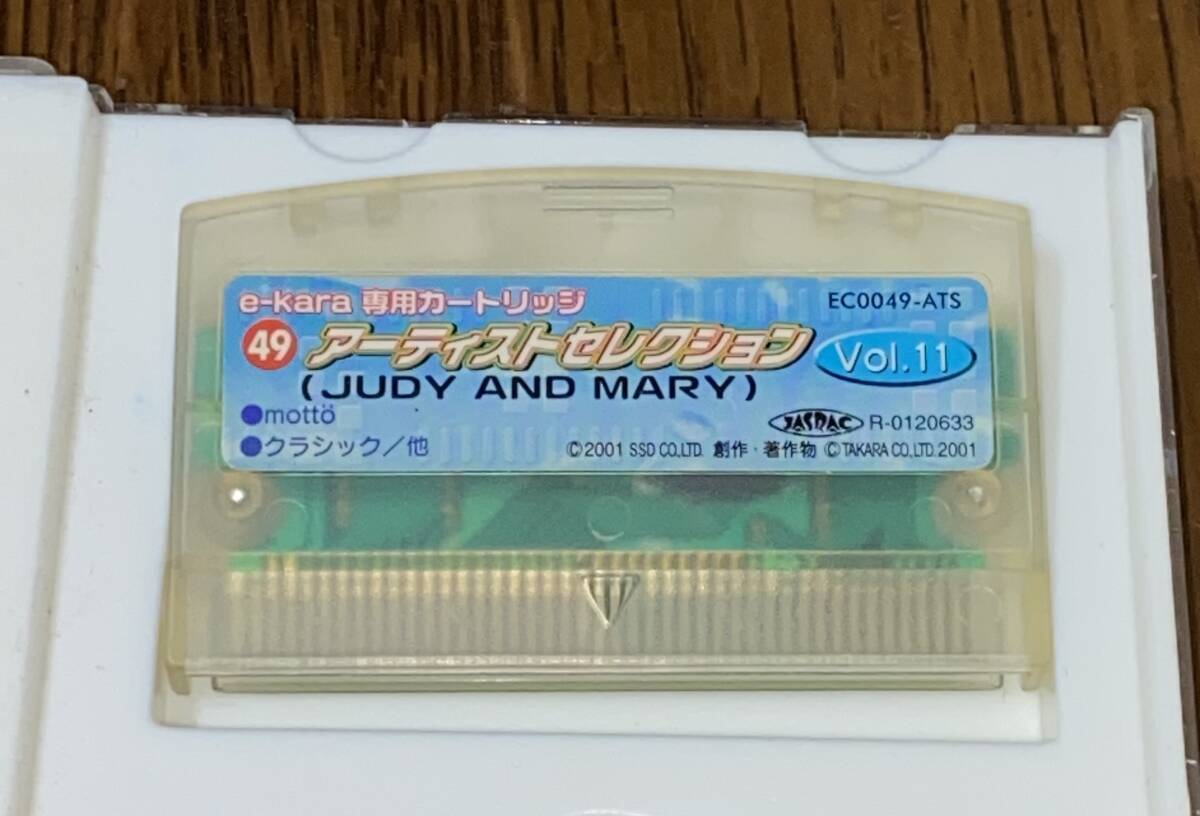 e-kara 専用カートリッジ
EC0049-ATS
49 アーティストセレクション Vol.11
(JUDY AND MARY)
●motto
●クラシック/他
JASRAC R-0120633
©2001 SSD CO.,LTD. 創作・著作物 ©TAKARA CO.,LTD.2001